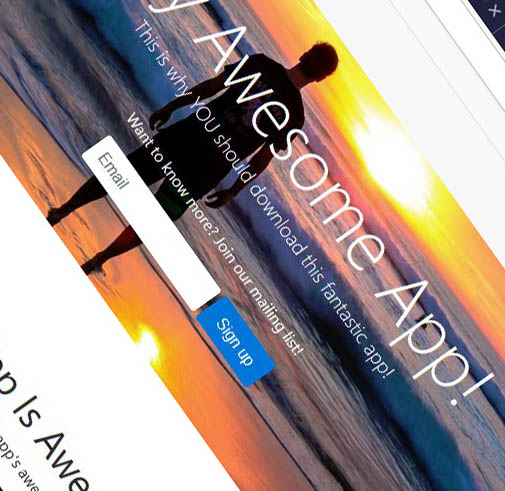 y Awesome App!
This is why YOU should download this fantastic app!
Want to know more? Join our mailing list!
Email
Sign up
pp Is Awe
app's awe